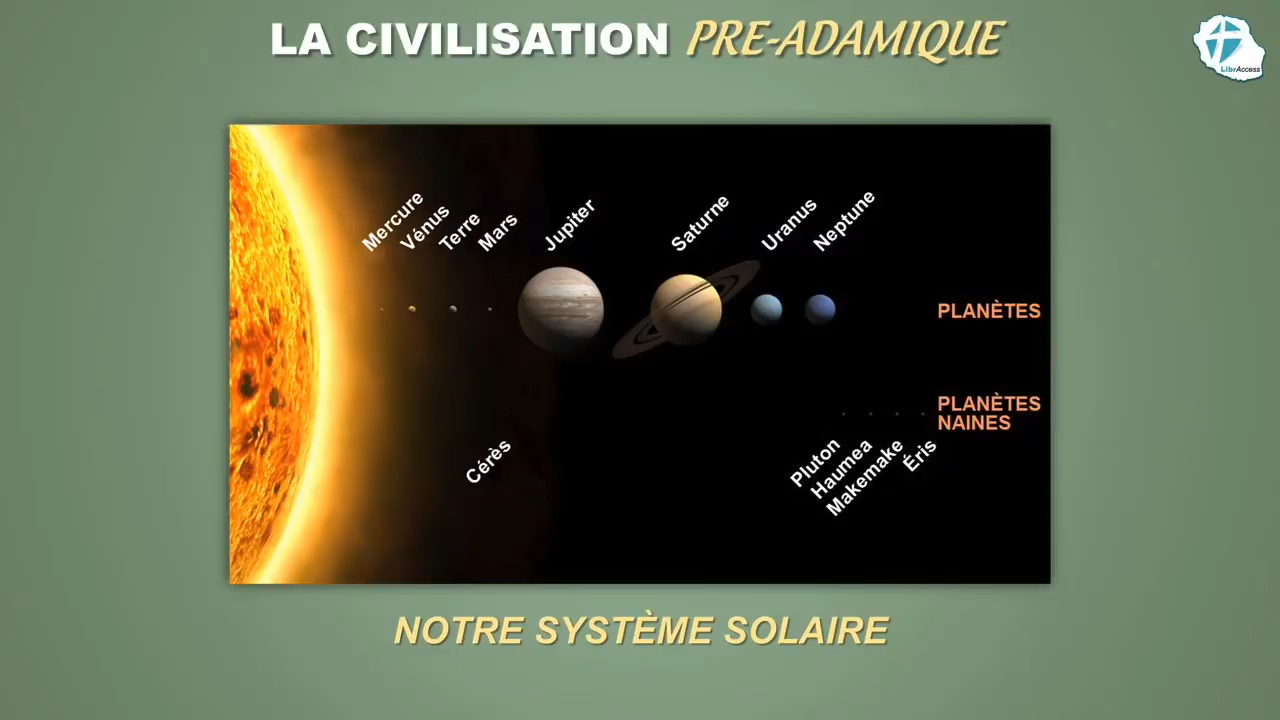 LA CIVILISATION PRE-ADAMIQUE
LibrAccess
Mercure
Vénus
Terre
Mars
Jupiter
Saturne
Uranus
Neptune
PLANÈTES
PLANÈTES
NAINES
Cérès
Pluton
Haumea
Makemake
Éris
NOTRE SYSTÈME SOLAIRE